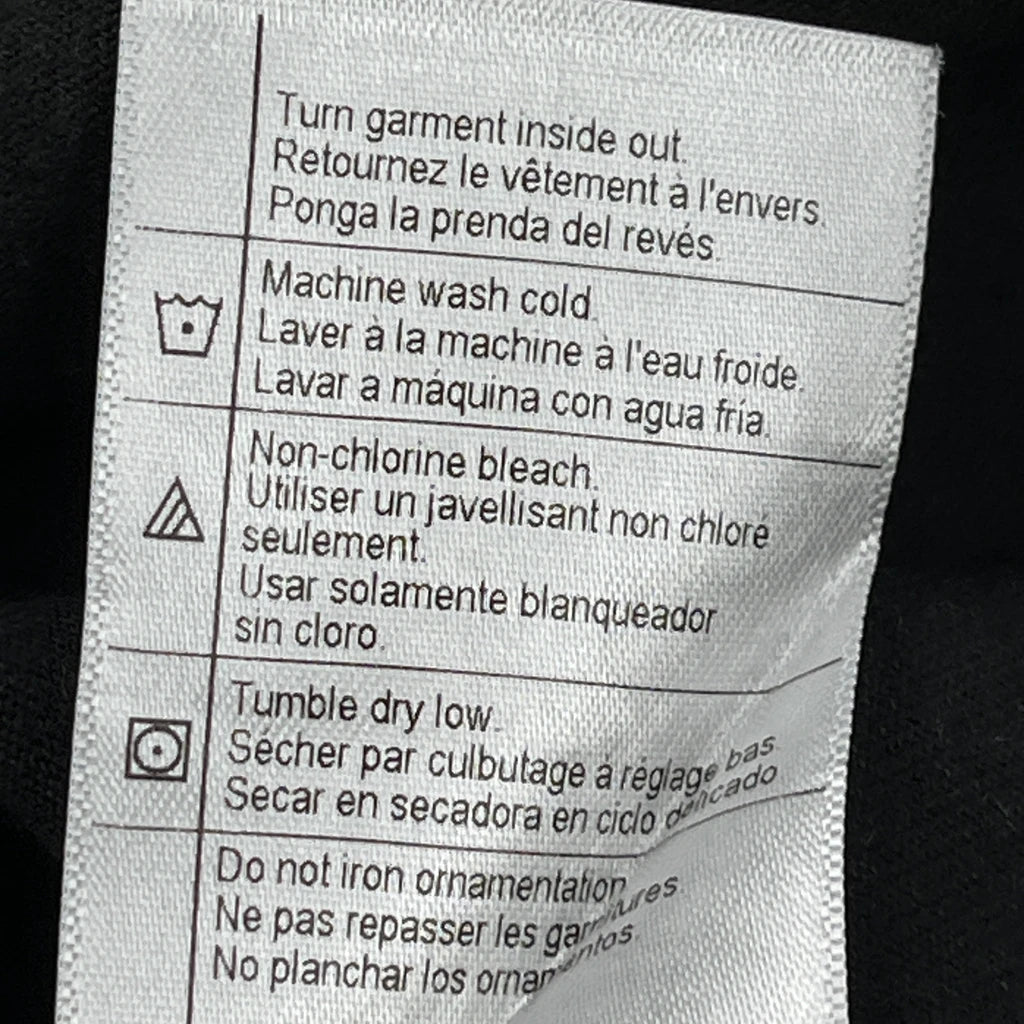 Turn garment inside out.
Retournez le vêtement à l'envers.
Ponga la prenda del revés.
Machine wash cold.
Laver à la machine à l'eau froide.
Lavar a máquina con agua fría.
Non-chlorine bleach.
Utiliser un javellisant non chloré
seulement.
Usar solamente blanqueador
sin cloro.
Tumble dry low.
Sécher par culbutage à réglage bas
Secar en secadora en ciclo delicado
Do not iron ornamentation.
Ne pas repasser les garnitures.
No planchar los ornamentos.